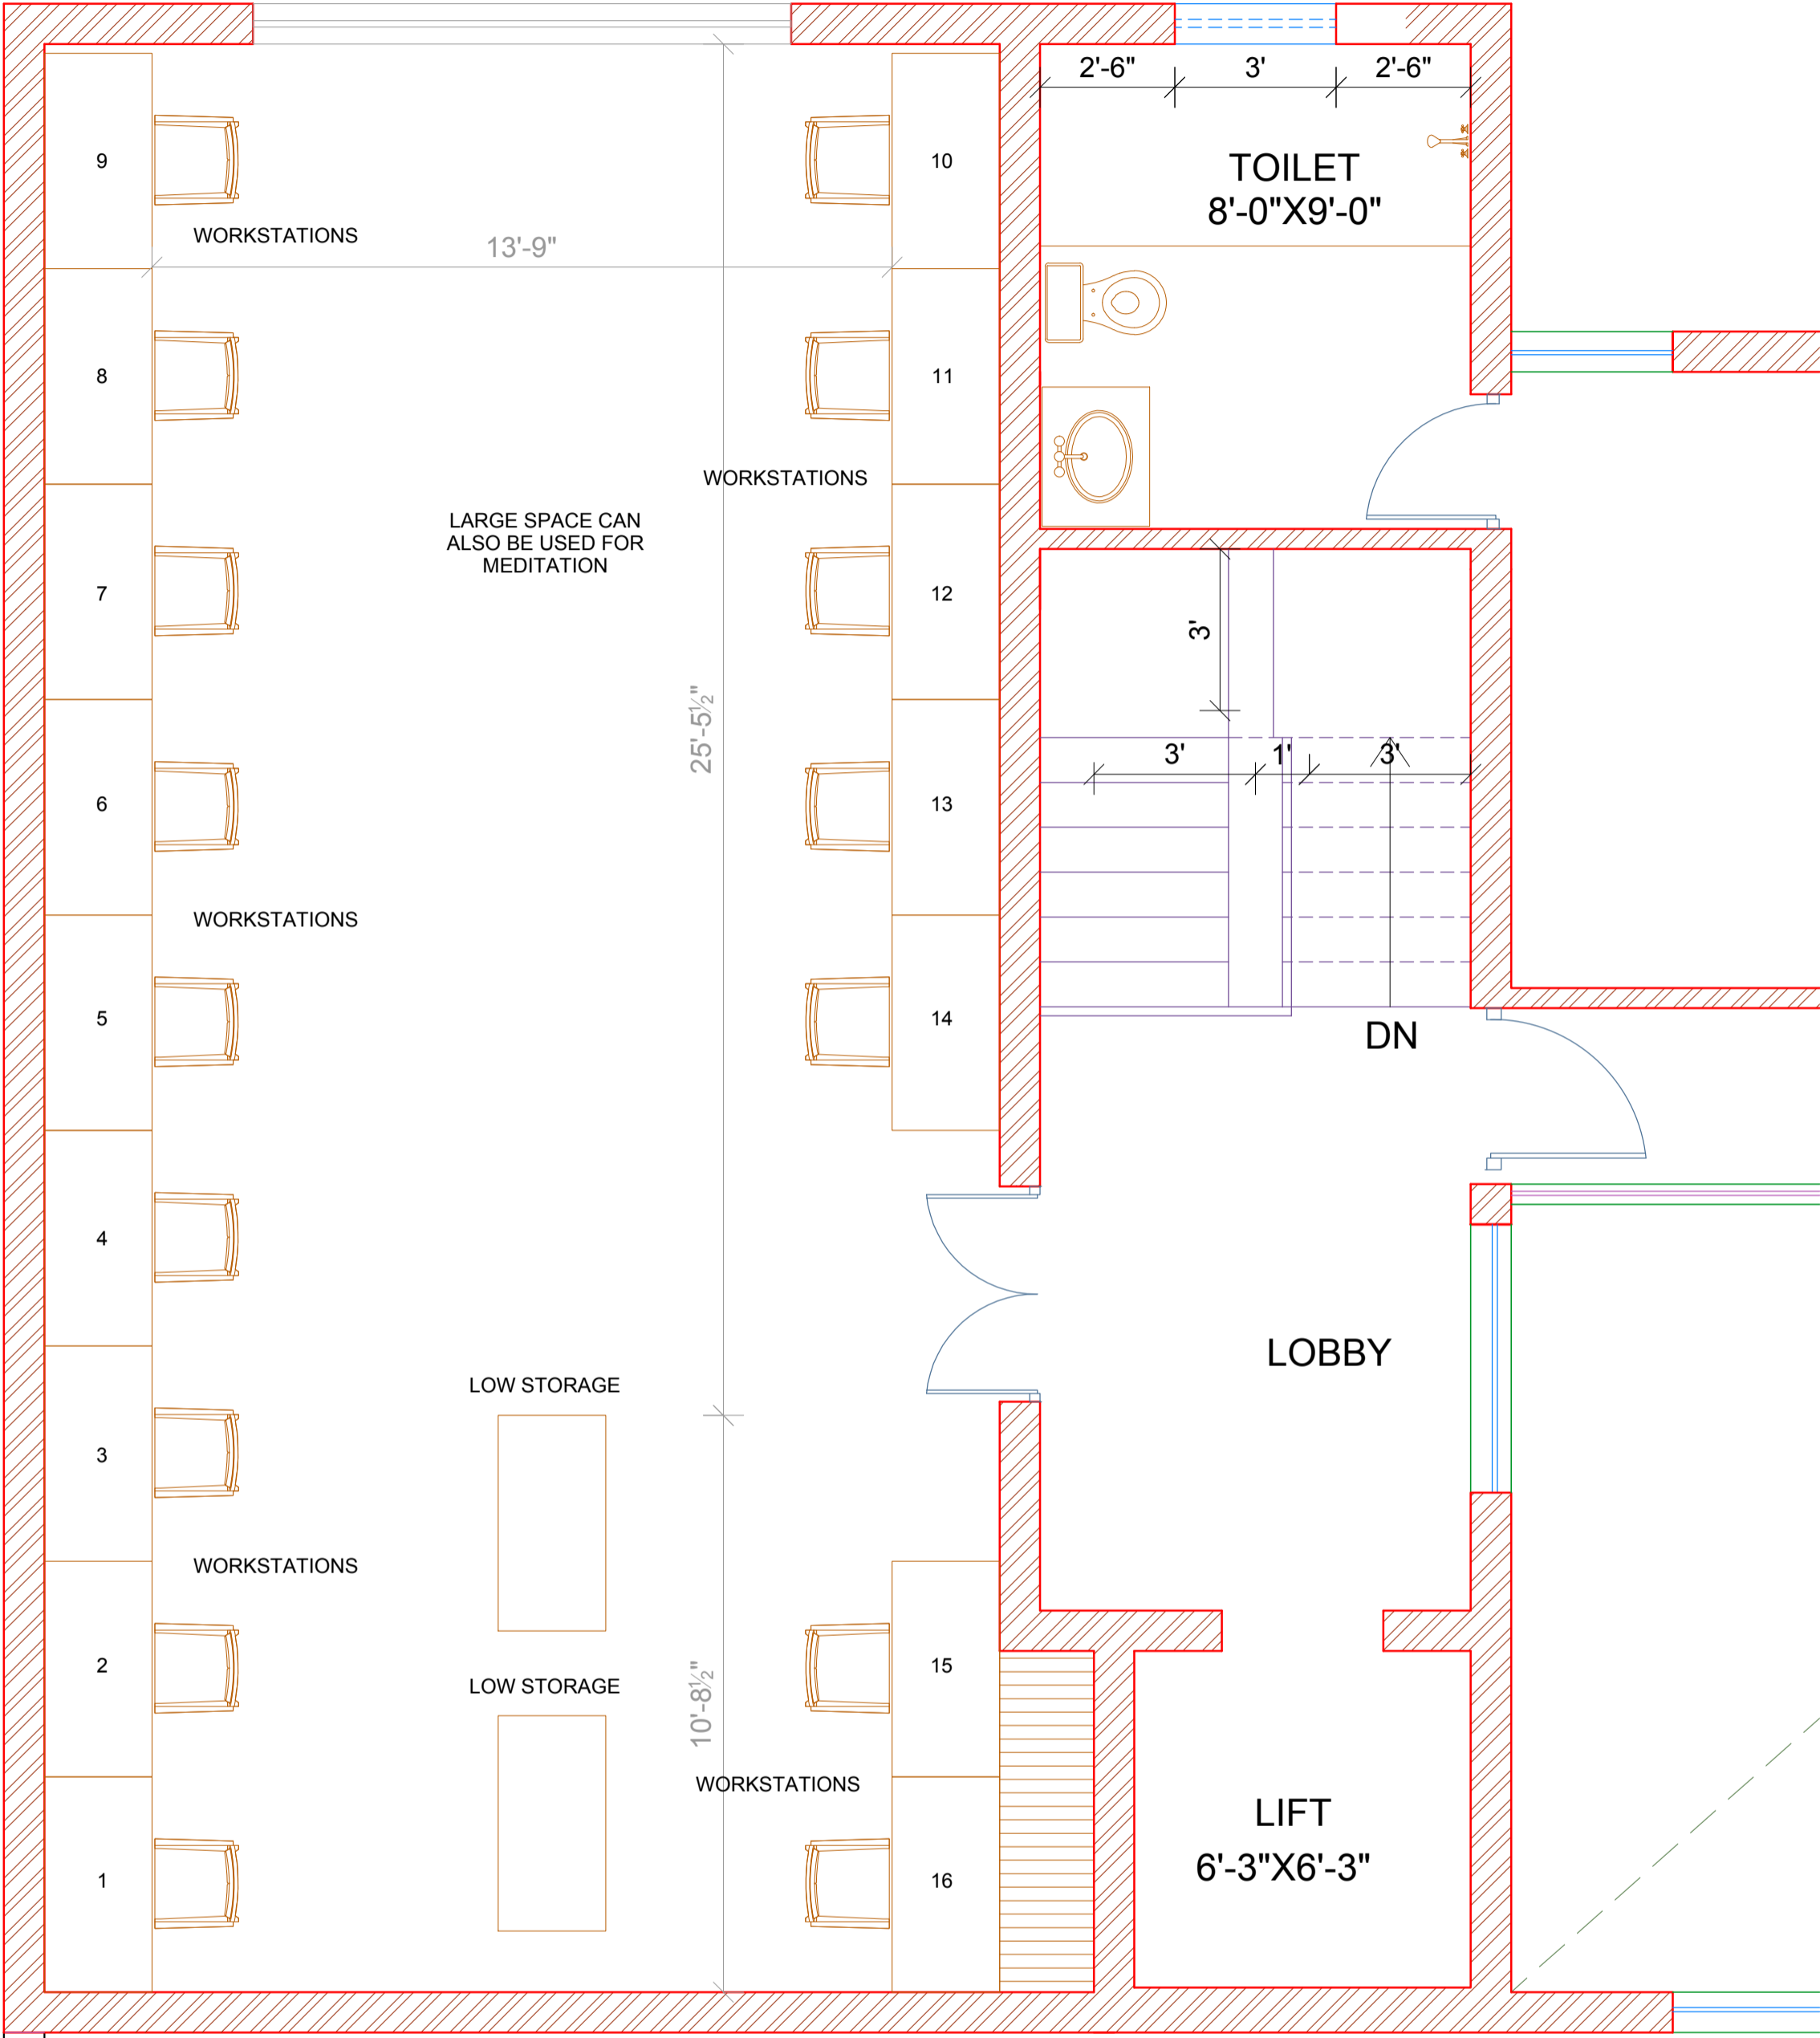 2'-6" 3' 2'-6"
TOILET
8'-0"X9'-0"
9
10
WORKSTATIONS
13'-9"
8
11
WORKSTATIONS
LARGE SPACE CAN
ALSO BE USED FOR
MEDITATION
7
12
3'
25'-5½"
3' 1' 3'
6
13
WORKSTATIONS
5
14
DN
4
LOBBY
LOW STORAGE
3
WORKSTATIONS
2
15
LOW STORAGE
10'-8½"
WORKSTATIONS
LIFT
6'-3"X6'-3"
1
16